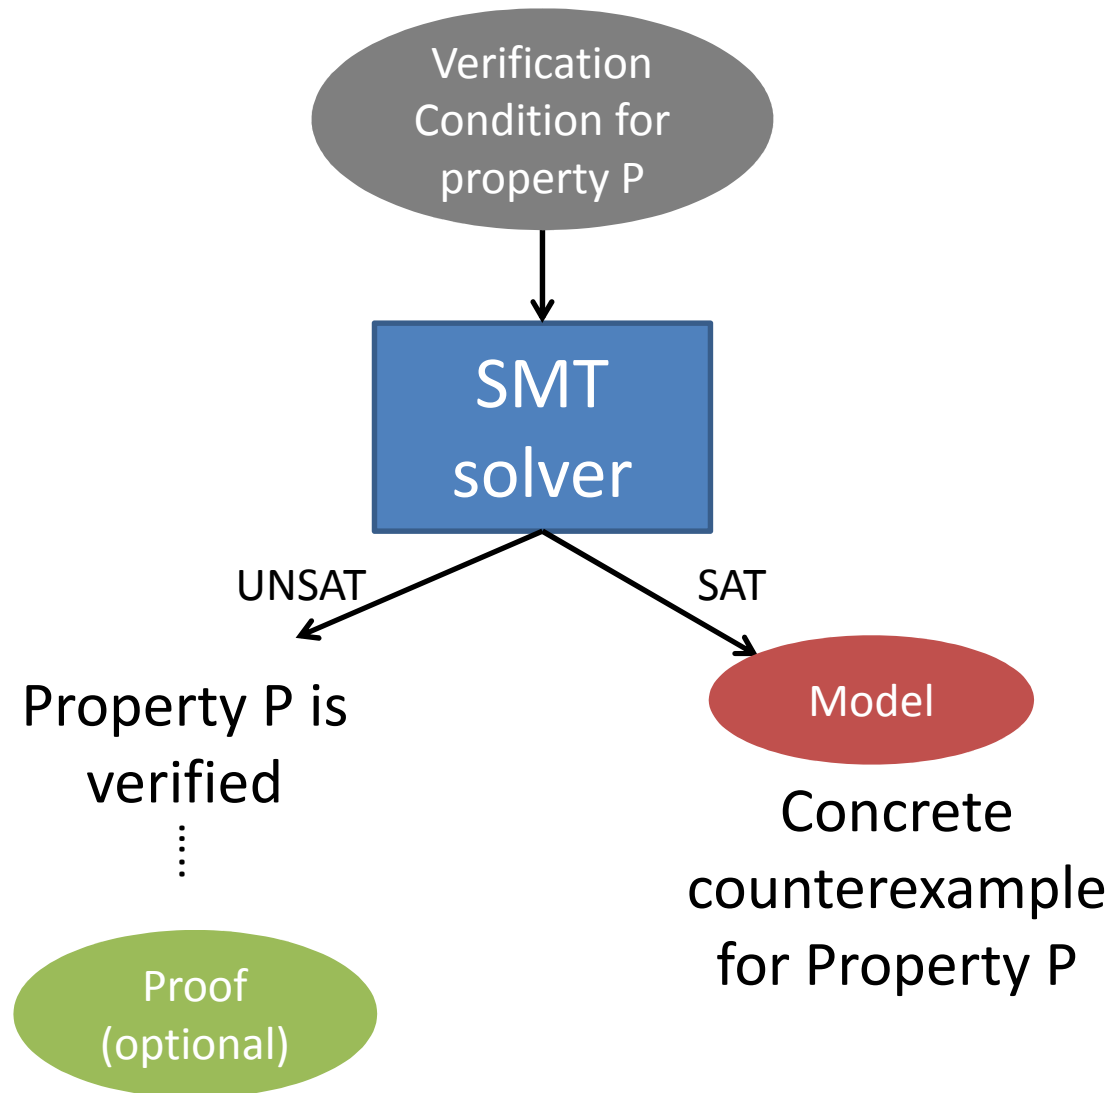 Verification
Condition for
property P
SMT
solver
UNSAT
SAT
Property P is
verified
Model
Concrete
counterexample
for Property P
Proof
(optional)